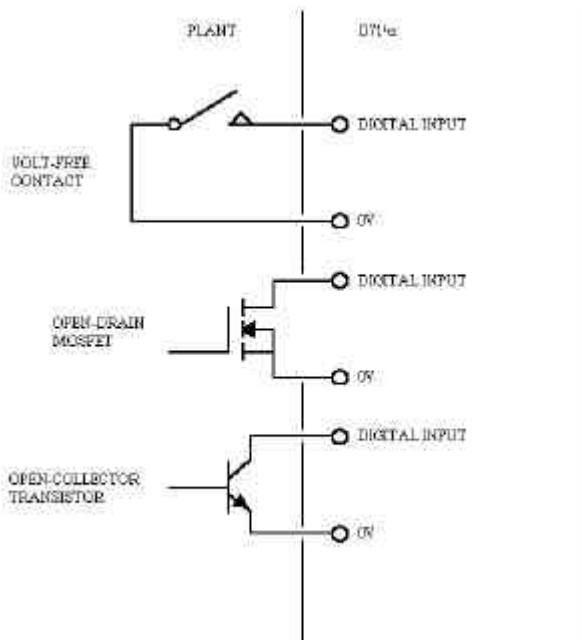 PLANT
DIGITAL INPUT
VOLT-FREE
CONTACT
0V
DIGITAL INPUT
OPEN-DRAIN
MOSFET
0V
DIGITAL INPUT
OPEN-COLLECTOR
TRANSISTOR
0V